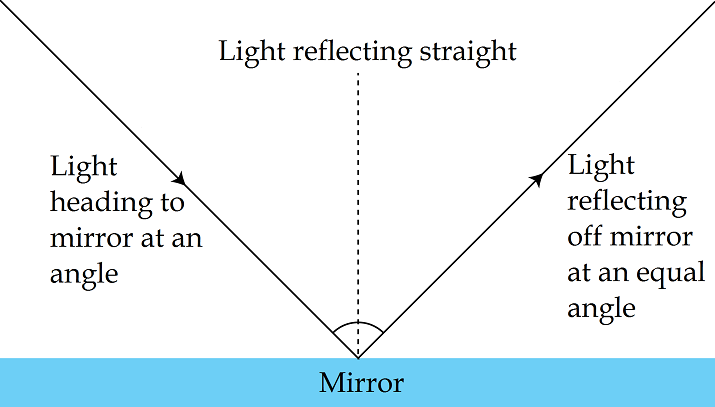 Light reflecting straight
Light
heading to
mirror at an
angle
Light
reflecting
off mirror
at an equal
angle
Mirror